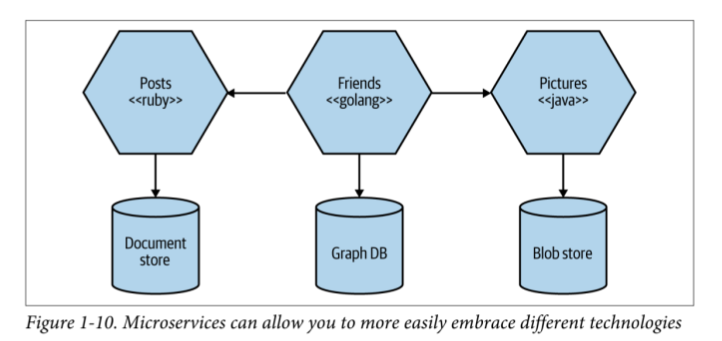 Posts
<<ruby>>
Friends
<<golang>>
Pictures
<<java>>
Document
store
Graph DB
Blob store
Figure 1-10. Microservices can allow you to more easily embrace different technologies